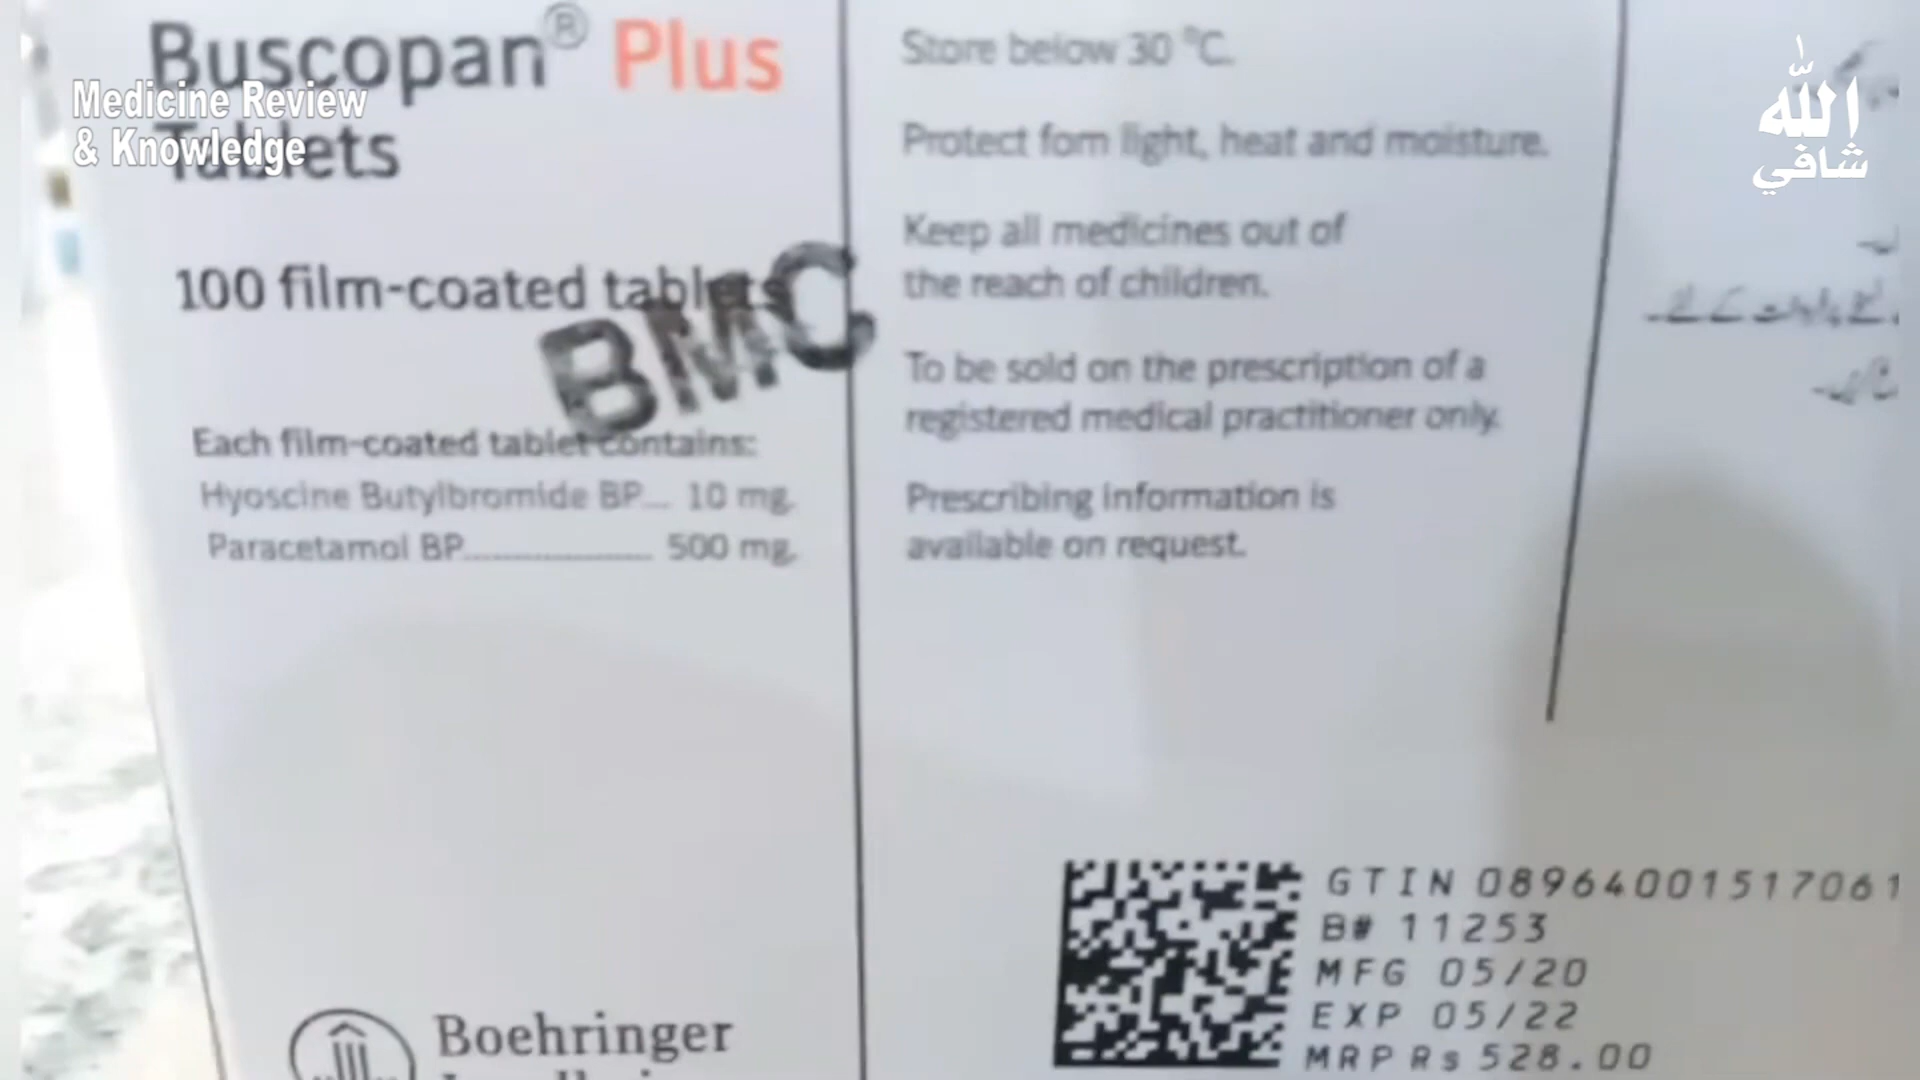 Buscopan® Plus
Tablets
Medicine Review
& Knowledge
100 film-coated tablets
BMC
Each film-coated tablet contains:
Hyoscine Butylbromide BP... 10 mg.
Paracetamol BP.......................... 500 mg.
Boehringer
Store below 30 °C.
Protect fom light, heat and moisture.
Keep all medicines out of
the reach of children.
To be sold on the prescription of a
registered medical practitioner only.
Prescribing information is
available on request.
الله
شافي
GTIN 08964001517061
B# 11253
MFG 05/20
EXP 05/22
MRP Rs 528.00